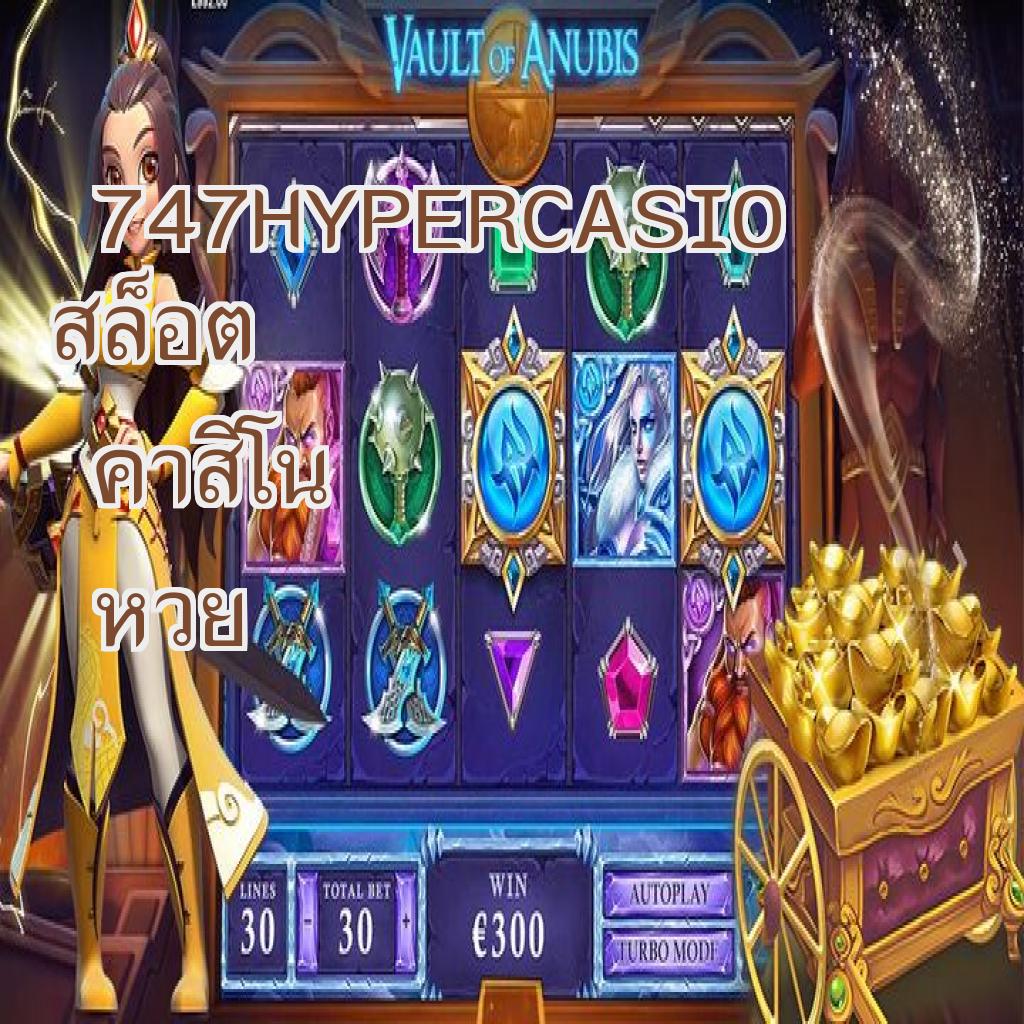 VAULT OF ANUBIS
747HYPERCASIO
สล็อต
คาสิโน
หวย
LINES
30
TOTAL BET
- 30 +
WIN
€300
AUTOPLAY
TURBO MODE